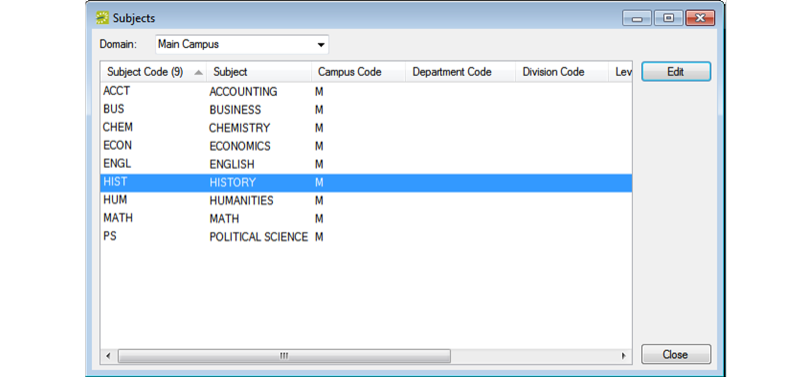 Subjects
Domain: Main Campus
Subject Code (9) Subject Campus Code Department Code Division Code Lev Edit
ACCT ACCOUNTING M
BUS BUSINESS M
CHEM CHEMISTRY M
ECON ECONOMICS M
ENGL ENGLISH M
HIST HISTORY M
HUM HUMANITIES M
MATH MATH M
PS POLITICAL SCIENCE M
Close